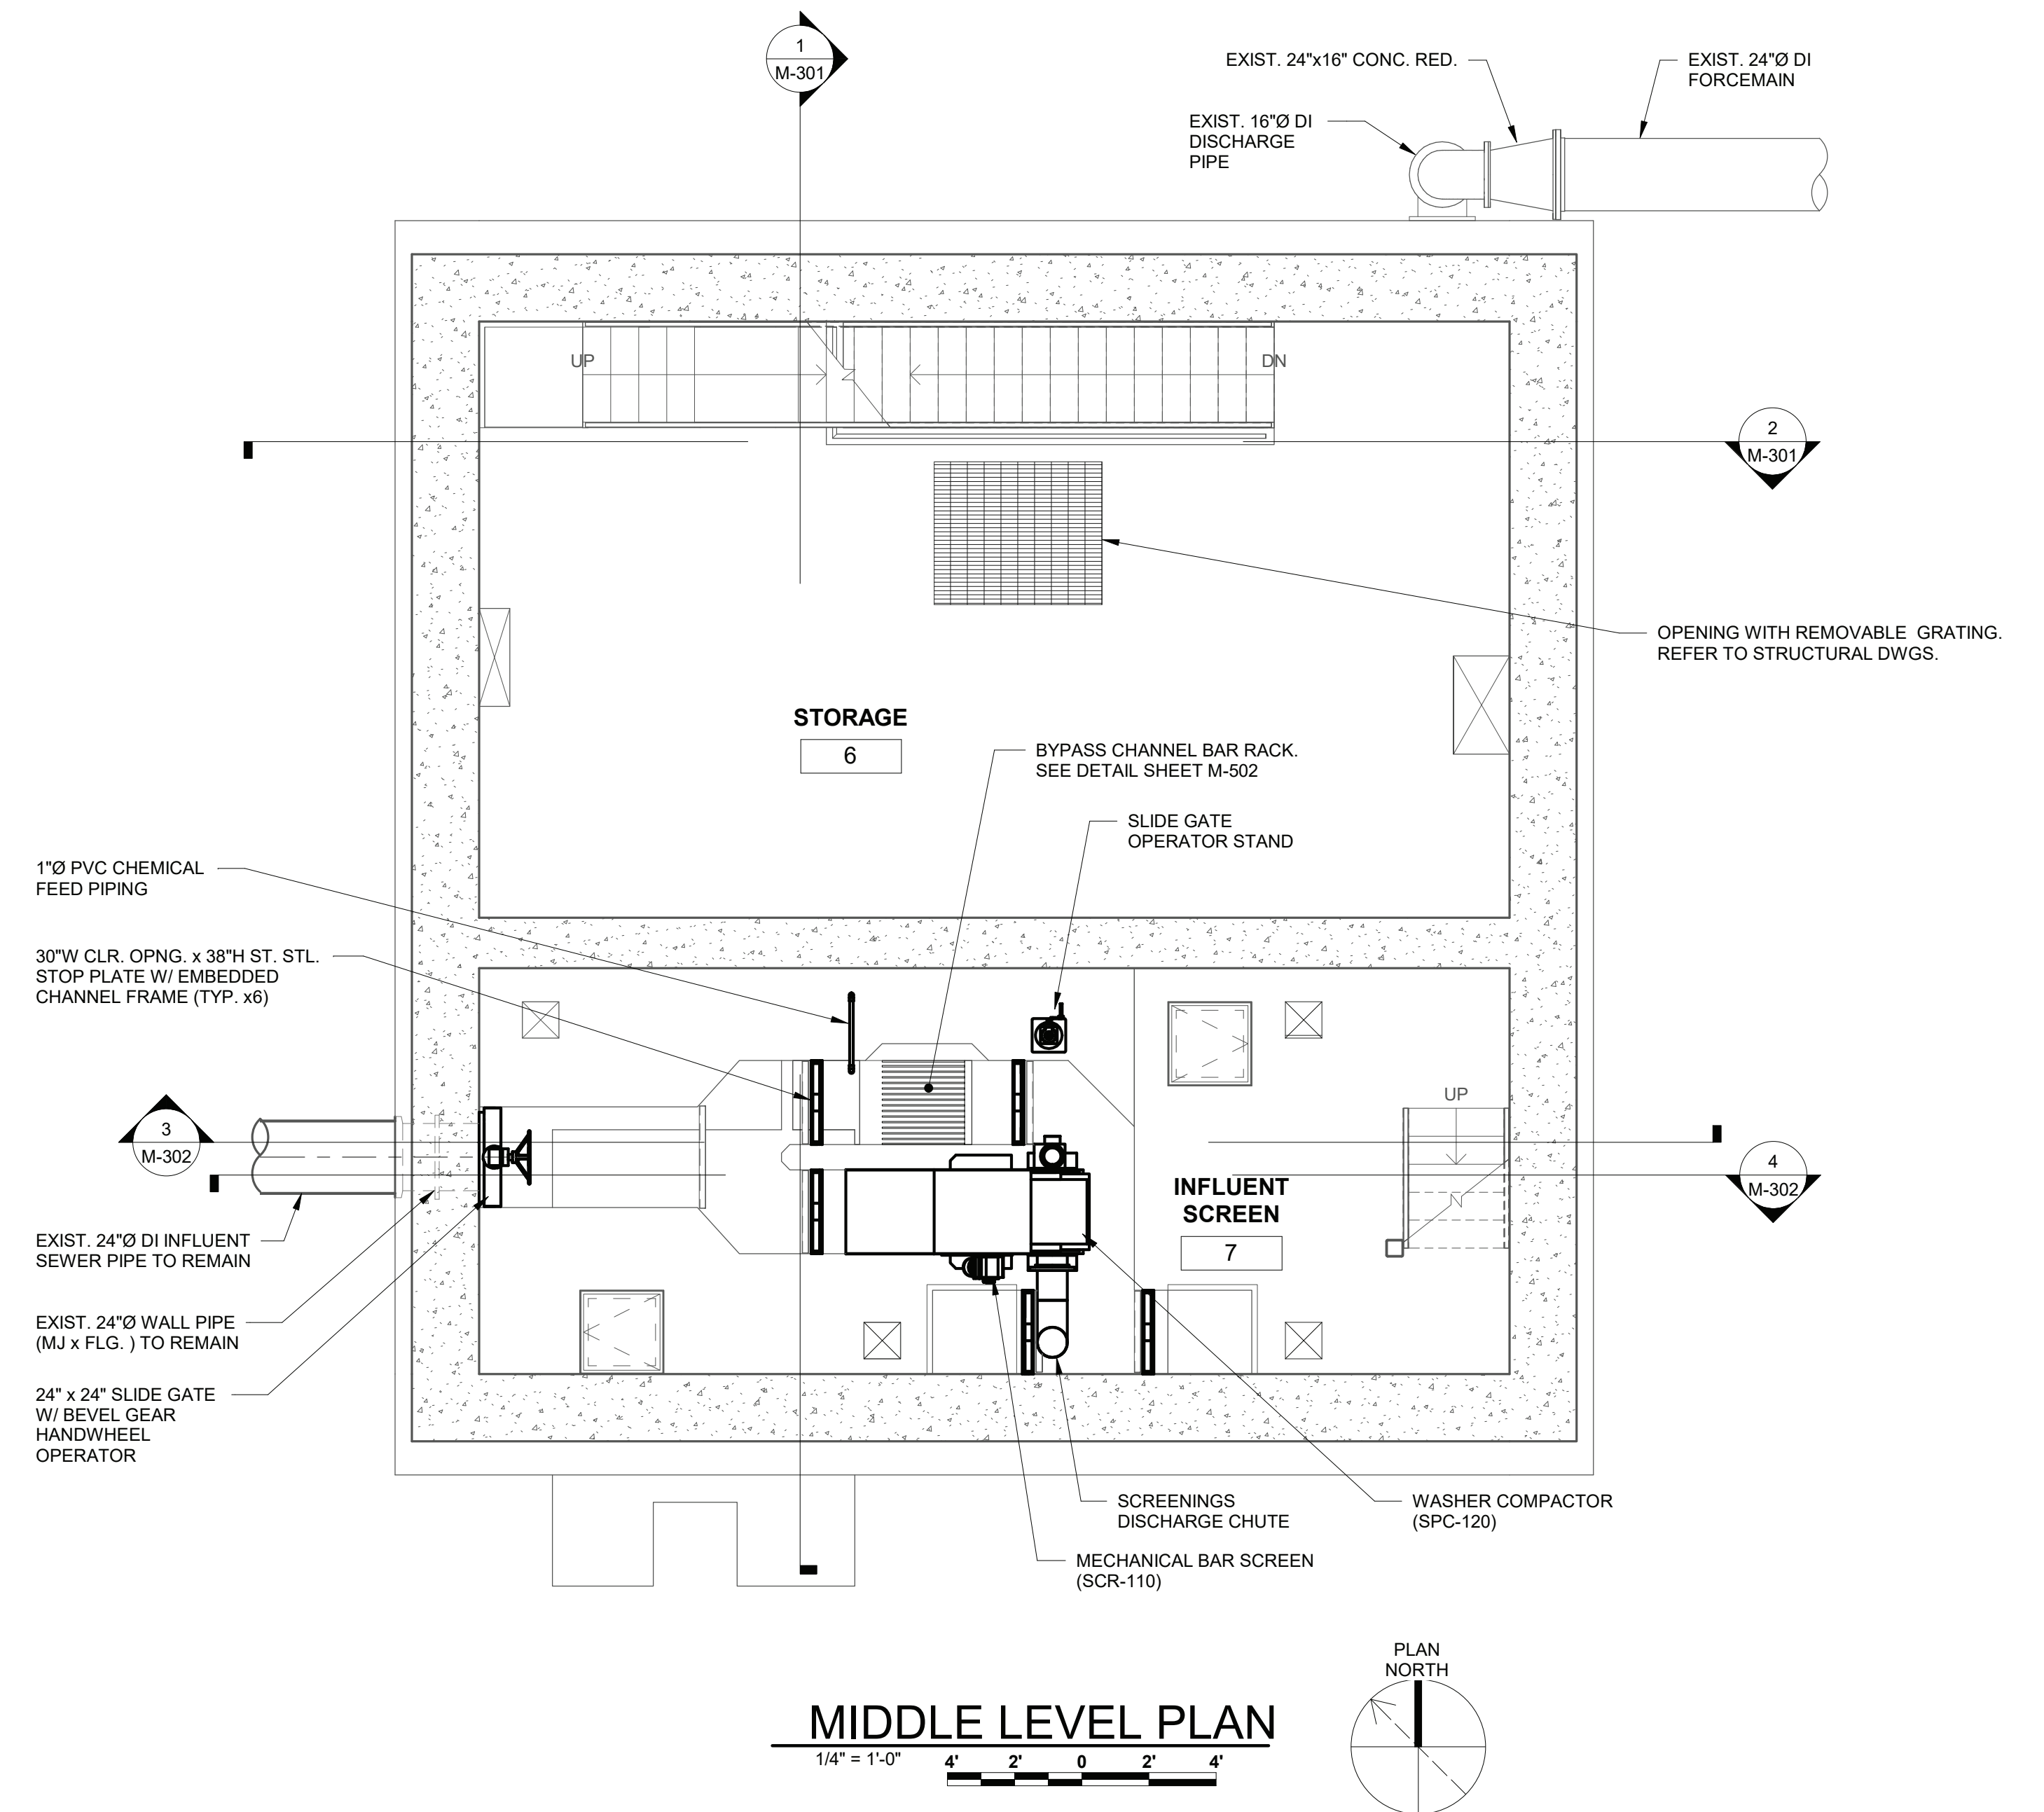 1
M-301
EXIST. 24"x16" CONC. RED.
EXIST. 24"Ø DI
FORCEMAIN
EXIST. 16"Ø DI
DISCHARGE
PIPE
UP
DN
2
M-301
OPENING WITH REMOVABLE GRATING.
REFER TO STRUCTURAL DWGS.
STORAGE
6
BYPASS CHANNEL BAR RACK.
SEE DETAIL SHEET M-502
SLIDE GATE
OPERATOR STAND
1"Ø PVC CHEMICAL
FEED PIPING
30"W CLR. OPNG. x 38"H ST. STL.
STOP PLATE W/ EMBEDDED
CHANNEL FRAME (TYP. x6)
UP
3
M-302
4
M-302
INFLUENT
SCREEN
7
EXIST. 24"Ø DI INFLUENT
SEWER PIPE TO REMAIN
EXIST. 24"Ø WALL PIPE
(MJ x FLG. ) TO REMAIN
24" x 24" SLIDE GATE
W/ BEVEL GEAR
HANDWHEEL
OPERATOR
SCREENINGS
DISCHARGE CHUTE
WASHER COMPACTOR
(SPC-120)
MECHANICAL BAR SCREEN
(SCR-110)
PLAN
NORTH
MIDDLE LEVEL PLAN
1/4" = 1'-0"
4' 2' 0 2' 4'